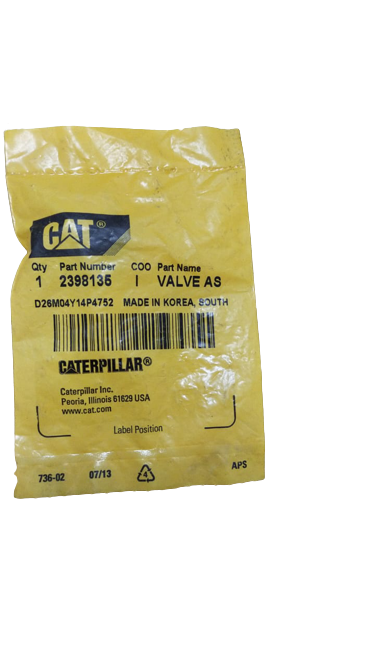 CAT®
Qty Part Number COO Part Name
1 2398135 I VALVE AS
D26M04Y14P4752 MADE IN KOREA, SOUTH
CATERPILLAR®
Caterpillar Inc.
Peoria, Illinois 61629 USA
www.cat.com
Label Position
736-02 07/13 4 APS